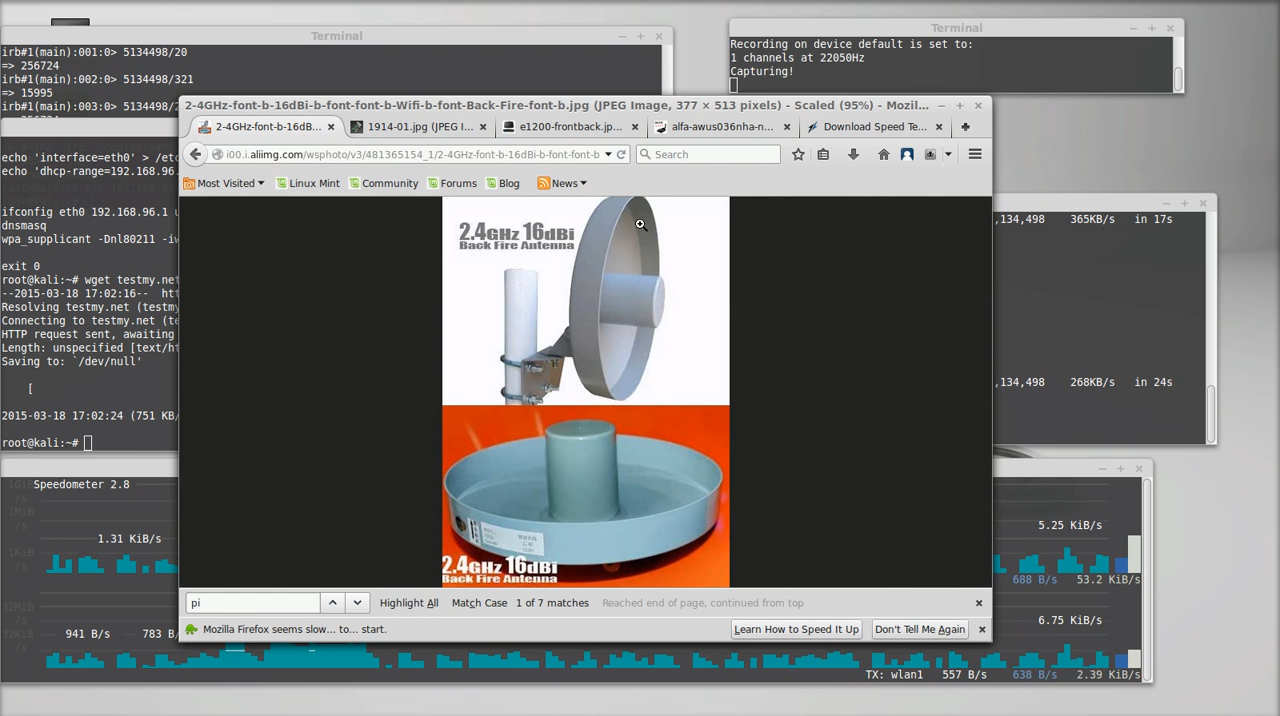 Terminal
irb#1(main):001:0> 5134498/20
=> 256724
irb#1(main):002:0> 5134498/321
=> 15995
irb#1(main):003:0> 5134498/2
Terminal
Recording on device default is set to:
1 channels at 22050Hz
Capturing!
2-4GHz-font-b-16dBi-b-font-font-b-Wifi-b-font-Back-Fire-font-b.jpg (JPEG Image, 377 × 513 pixels) - Scaled (95%) - Mozil...
2-4GHz-font-b-16dB...
1914-01.jpg (JPEG I...
e1200-frontback.jp...
alfa-awus036nha-n...
Download Speed Te...
i00.i.aliimg.com/wsphoto/v3/481365154_1/2-4GHz-font-b-16dBi-b-font-font-b
Search
Most Visited
Linux Mint
Community
Forums
Blog
News
echo 'interface=eth0' > /etc
echo 'dhcp-range=192.168.96.
ifconfig eth0 192.168.96.1 u
dnsmasq
wpa_supplicant -Dnl80211 -iw
exit 0
root@kali:~# wget testmy.net
--2015-03-18 17:02:16-- htt
Resolving testmy.net (testmy
Connecting to testmy.net (te
HTTP request sent, awaiting
Length: unspecified [text/ht
Saving to: `/dev/null'
[
2015-03-18 17:02:24 (751 KB/
root@kali:~#
,134,498 365KB/s in 17s
,134,498 268KB/s in 24s
2.4GHz 16dBi
Back Fire Antenna
2.4GHz 16dBi
Back Fire Antenna
pi
Highlight All
Match Case
1 of 7 matches
Reached end of page, continued from top
Mozilla Firefox seems slow... to... start.
Learn How to Speed It Up
Don't Tell Me Again
Speedometer 2.8
1.31 KiB/s
5.25 KiB/s
688 B/s
53.2 KiB/s
941 B/s
783 B/
6.75 KiB/s
TX: wlan1 557 B/s
638 B/s
2.39 KiB/s